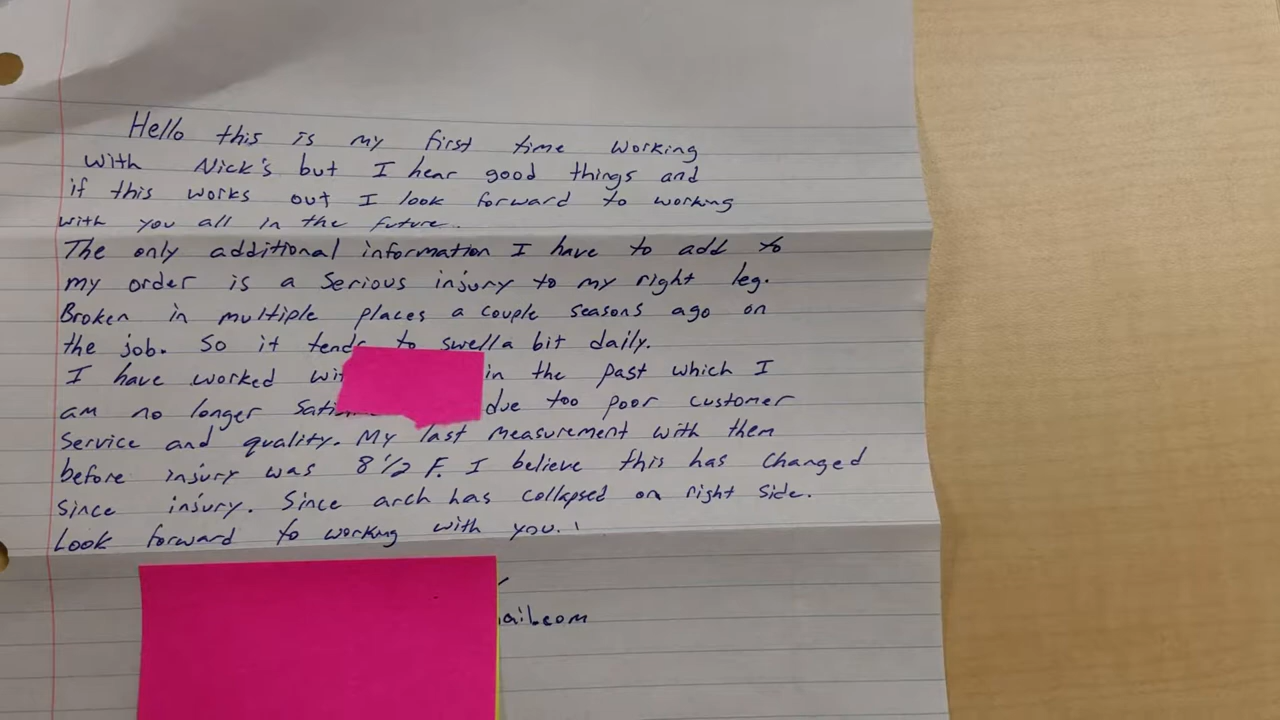 Hello this is my first time working
with Nick's but I hear good things and
if this works out I look forward to working
with you all in the future.
The only additional information I have to add to
my order is a serious injury to my right leg.
Broken in multiple places a couple seasons ago on
the job. So it tends to swell a bit daily.
I have worked in the past which I
am no longer due too poor customer
service and quality. My last measurement with them
before injury was 8 1/2 F. I believe this has changed
since injury. Since arch has collapsed on right side.
Look forward to working with you.!
ail.com